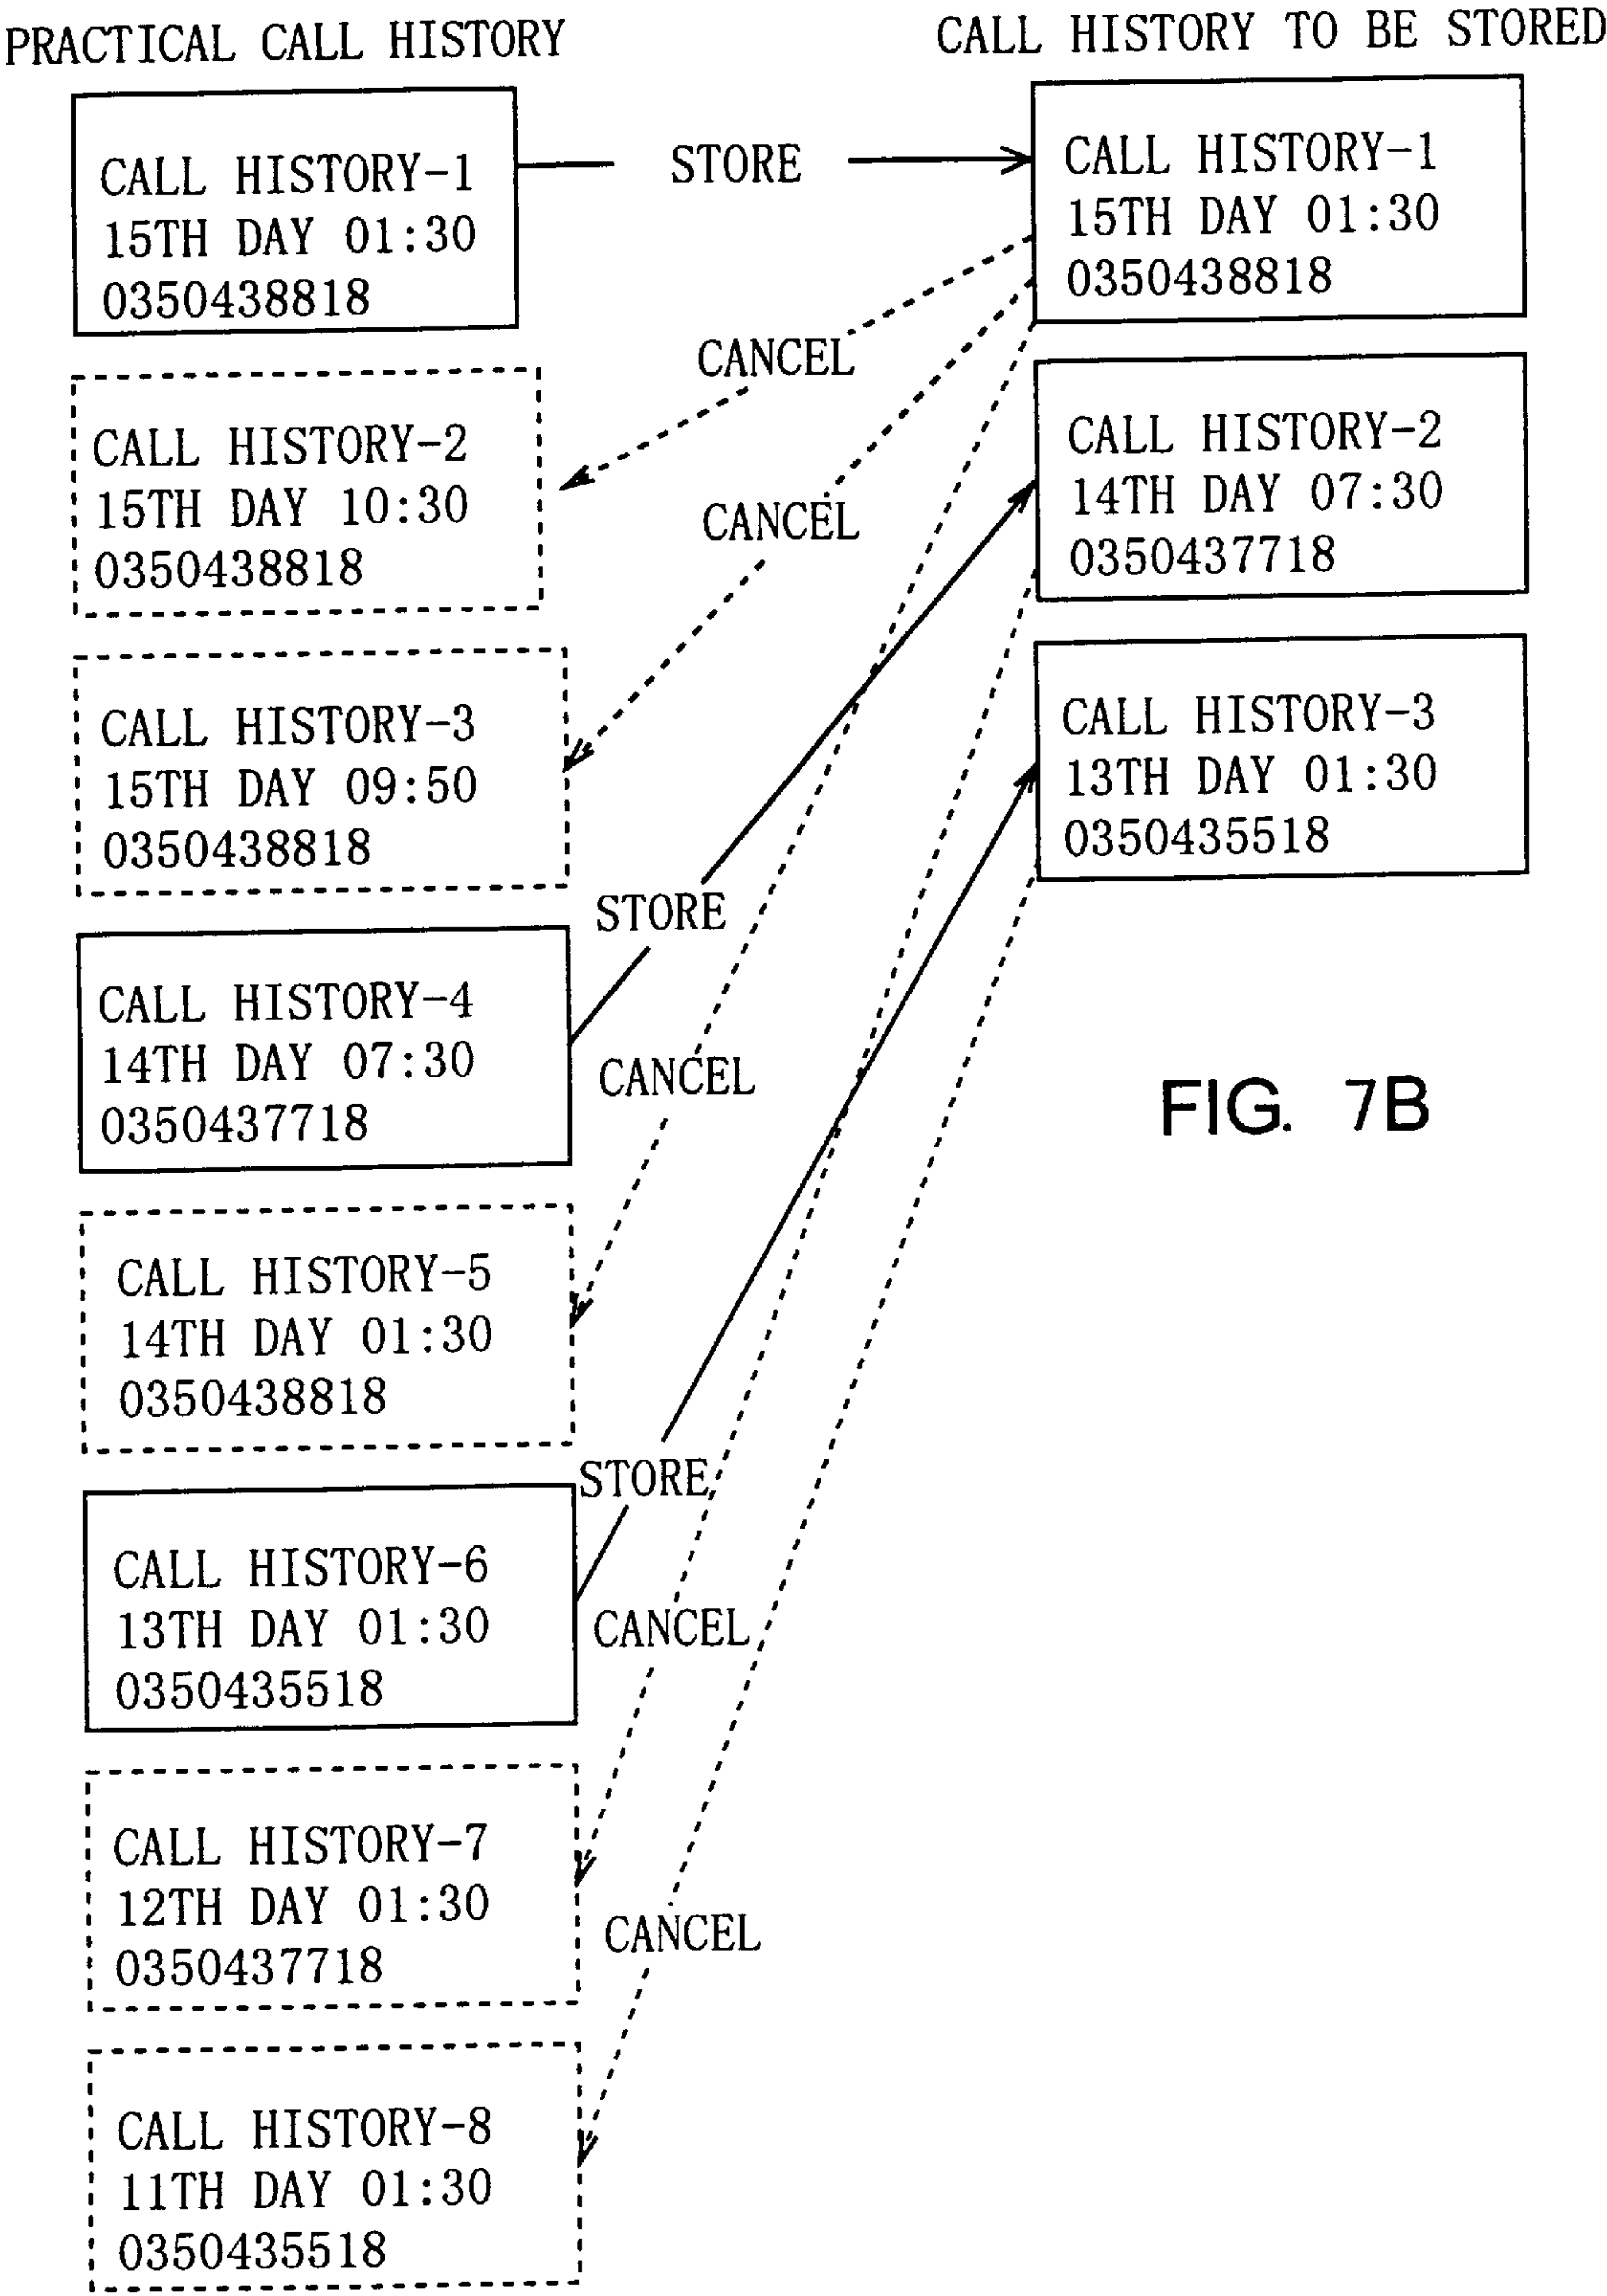 PRACTICAL CALL HISTORY
CALL HISTORY-1
15TH DAY 01:30
0350438818
CALL HISTORY-2
15TH DAY 10:30
0350438818
CALL HISTORY-3
15TH DAY 09:50
0350438818
CALL HISTORY-4
14TH DAY 07:30
0350437718
CALL HISTORY-5
14TH DAY 01:30
0350438818
CALL HISTORY-6
13TH DAY 01:30
0350435518
CALL HISTORY-7
12TH DAY 01:30
0350437718
CALL HISTORY-8
11TH DAY 01:30
0350435518
STORE
CANCEL
CANCEL
STORE
CANCEL
STORE
CANCEL
CANCEL
CALL HISTORY TO BE STORED
CALL HISTORY-1
15TH DAY 01:30
0350438818
CALL HISTORY-2
14TH DAY 07:30
0350437718
CALL HISTORY-3
13TH DAY 01:30
0350435518
FIG. 7B